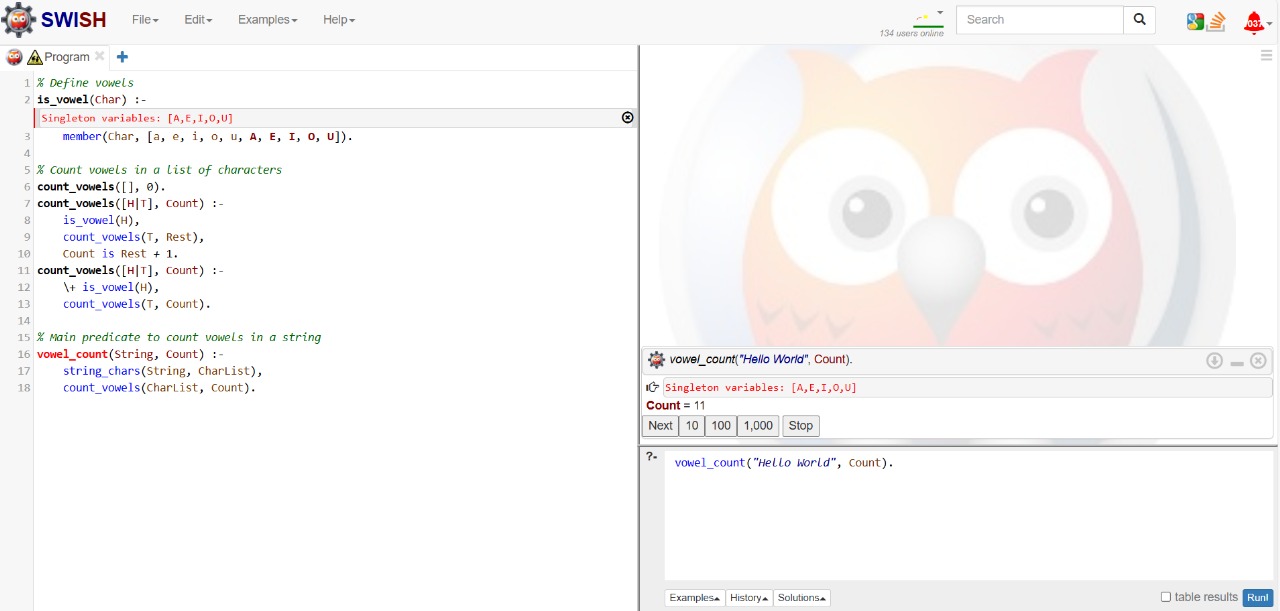 SWISH File Edit Examples Help 134 users online Search
Program
1 % Define vowels
2 is_vowel(Char) :-
Singleton variables: [A,E,I,O,U]
3 member(Char, [a, e, i, o, u, A, E, I, O, U]).
4
5 % Count vowels in a list of characters
6 count_vowels([], 0).
7 count_vowels([H|T], Count) :-
8 is_vowel(H),
9 count_vowels(T, Rest),
10 Count is Rest + 1.
11 count_vowels([H|T], Count) :-
12 \+ is_vowel(H),
13 count_vowels(T, Count).
14
15 % Main predicate to count vowels in a string
16 vowel_count(String, Count) :-
17 string_chars(String, CharList),
18 count_vowels(CharList, Count).
vowel_count("Hello World", Count).
Singleton variables: [A,E,I,O,U]
Count = 11
Next 10 100 1,000 Stop
?- vowel_count("Hello World", Count).
Examples History Solutions table results Run!